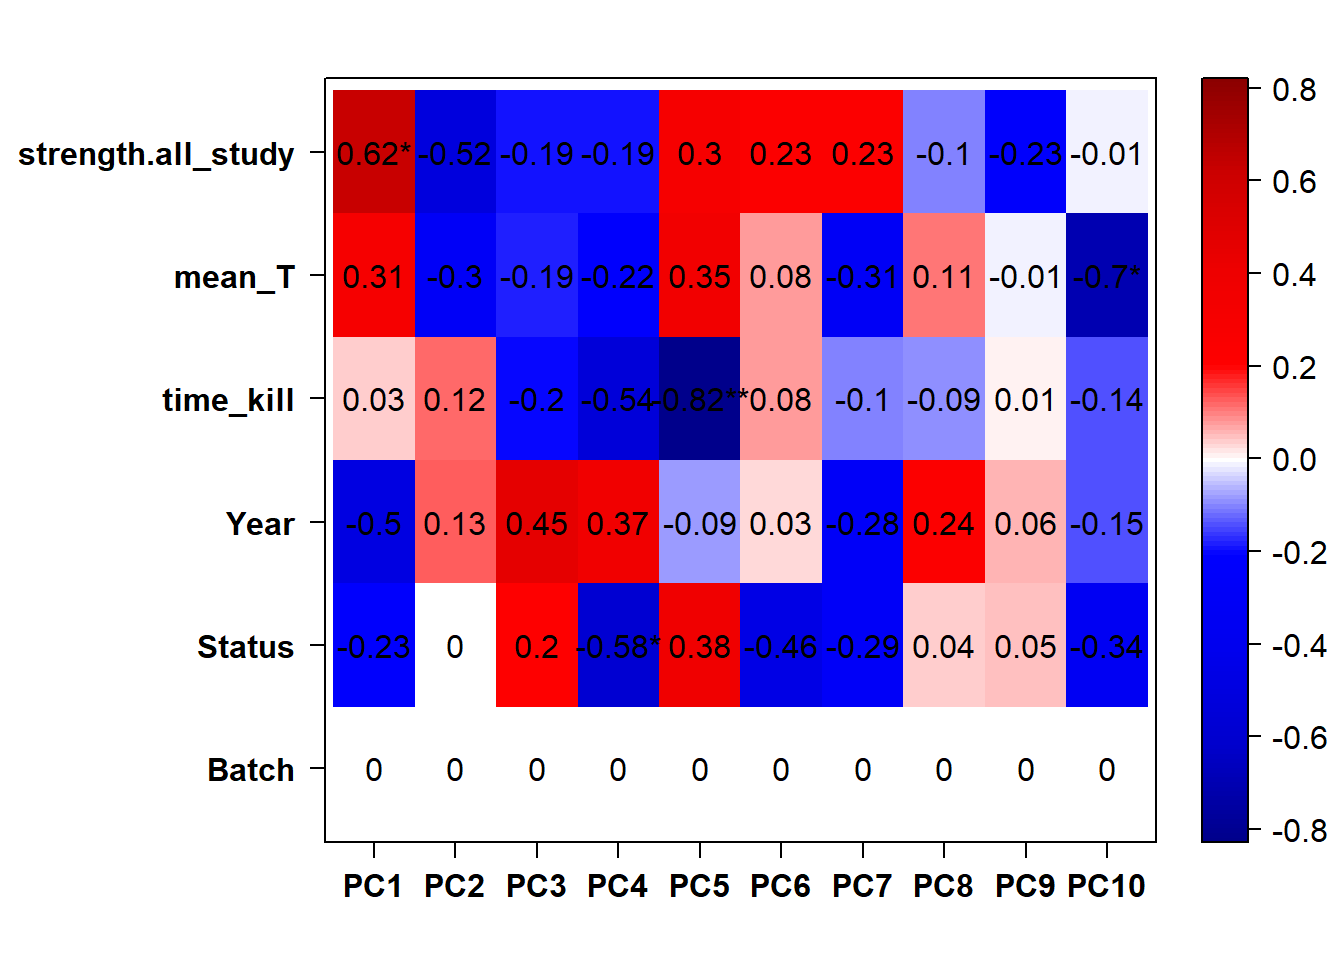 0.8
strength.all_study 0.62* -0.52 -0.19 -0.19 0.3 0.23 0.23 -0.1 -0.23 -0.01
0.6
mean_T 0.31 -0.3 -0.19 -0.22 0.35 0.08 -0.31 0.11 -0.01 -0.7*
0.4
0.2
time_kill 0.03 0.12 -0.2 -0.54 -0.82** 0.08 -0.1 -0.09 0.01 -0.14
0.0
Year -0.5 0.13 0.45 0.37 -0.09 0.03 -0.28 0.24 0.06 -0.15
-0.2
Status -0.23 0 0.2 -0.58* 0.38 -0.46 -0.29 0.04 0.05 -0.34
-0.4
-0.6
Batch 0 0 0 0 0 0 0 0 0 0
-0.8
PC1 PC2 PC3 PC4 PC5 PC6 PC7 PC8 PC9 PC10